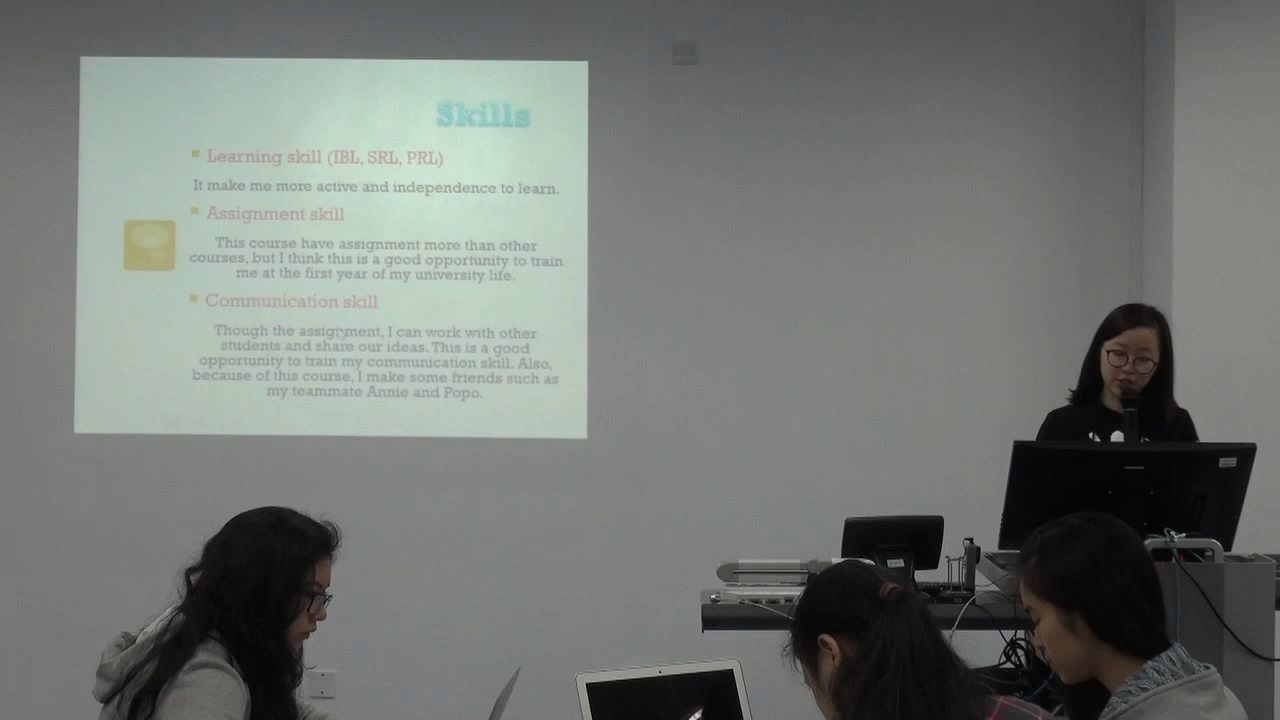 Skills
Learning skill (IBL, SRL, PRL)
It make me more active and independence to learn.
Assignment skill
This course have assignment more than other
courses, but I think this is a good opportunity to train
me at the first year of my university life.
Communication skill
Though the assignment, I can work with other
students and share our ideas. This is a good
opportunity to train my communication skill. Also,
because of this course, I make some friends such as
my teammate Annie and Popo.